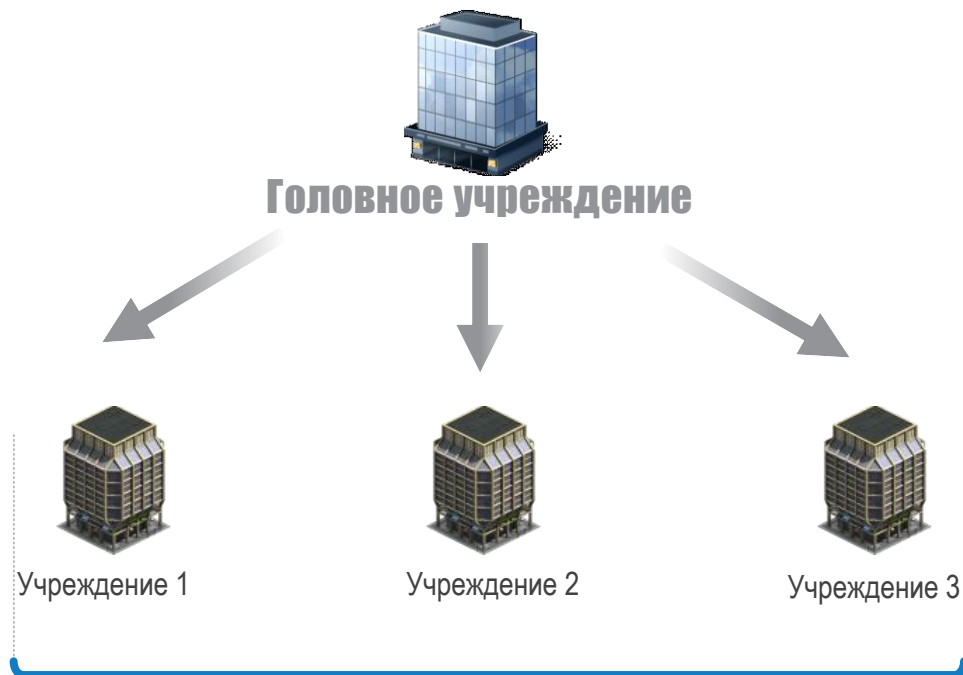 Головное учреждение
Учреждение 1
Учреждение 2
Учреждение 3